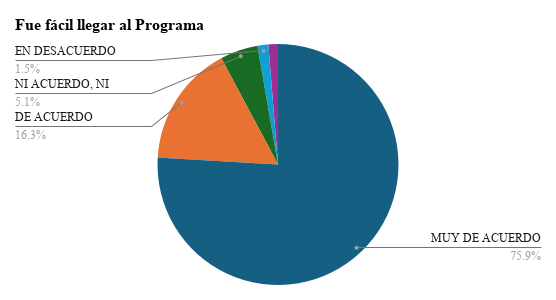 Fue fácil llegar al Programa
EN DESACUERDO
1.5%
NI ACUERDO, NI
5.1%
DE ACUERDO
16.3%
MUY DE ACUERDO
75.9%